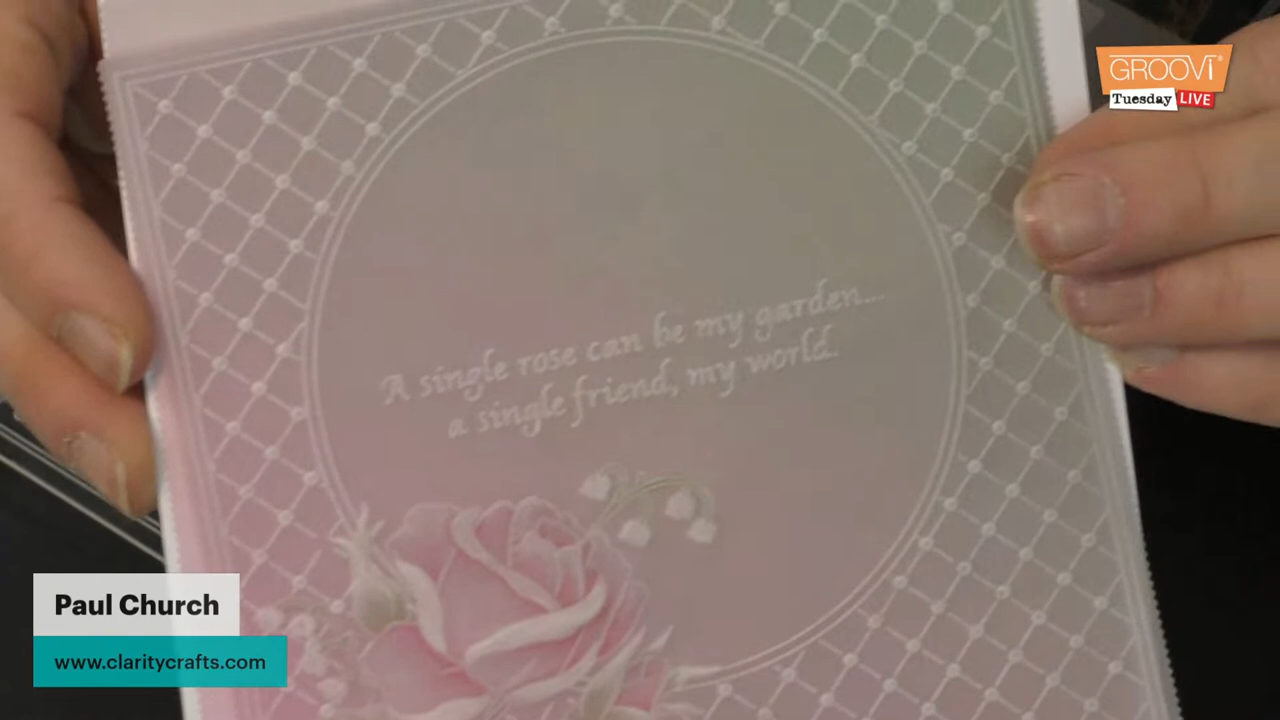 GROOVI
Tuesday LIVE
A single rose can be my garden...
a single friend, my world.
Paul Church
www.claritycrafts.com